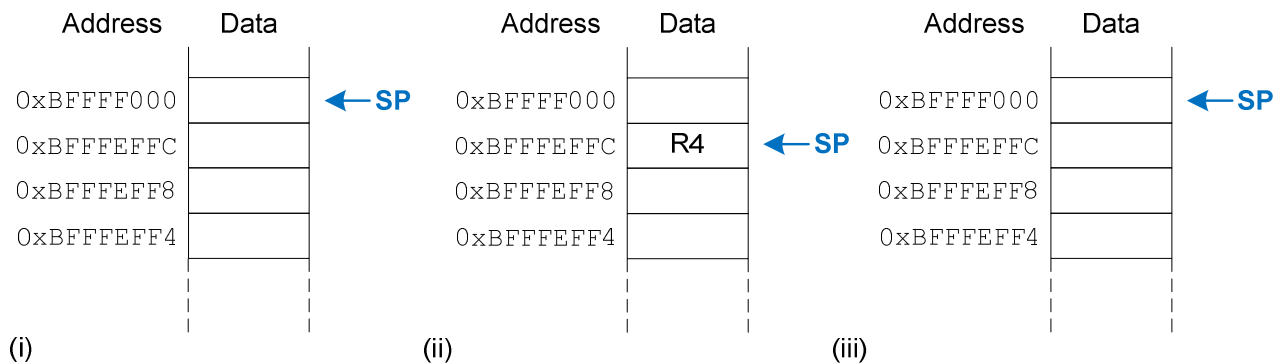 Address Data Address Data Address Data
0xBFFFF000 SP 0xBFFFF000 0xBFFFF000 SP
0xBFFFEFFC 0xBFFFEFFC R4 SP 0xBFFFEFFC
0xBFFFEFF8 0xBFFFEFF8 0xBFFFEFF8
0xBFFFEFF4 0xBFFFEFF4 0xBFFFEFF4
(i) (ii) (iii)